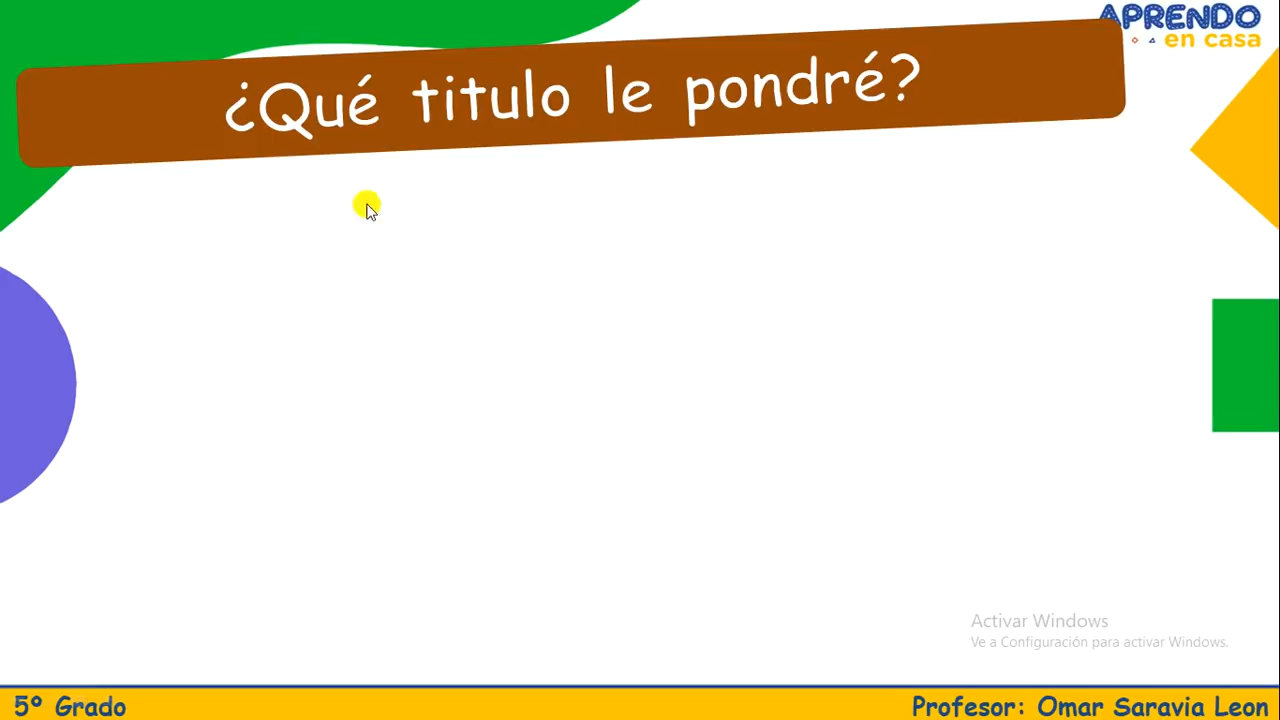 APRENDO
en casa
¿Qué titulo le pondré?
Activar Windows
Ve a Configuración para activar Windows.
5º Grado
Profesor: Omar Saravia Leon